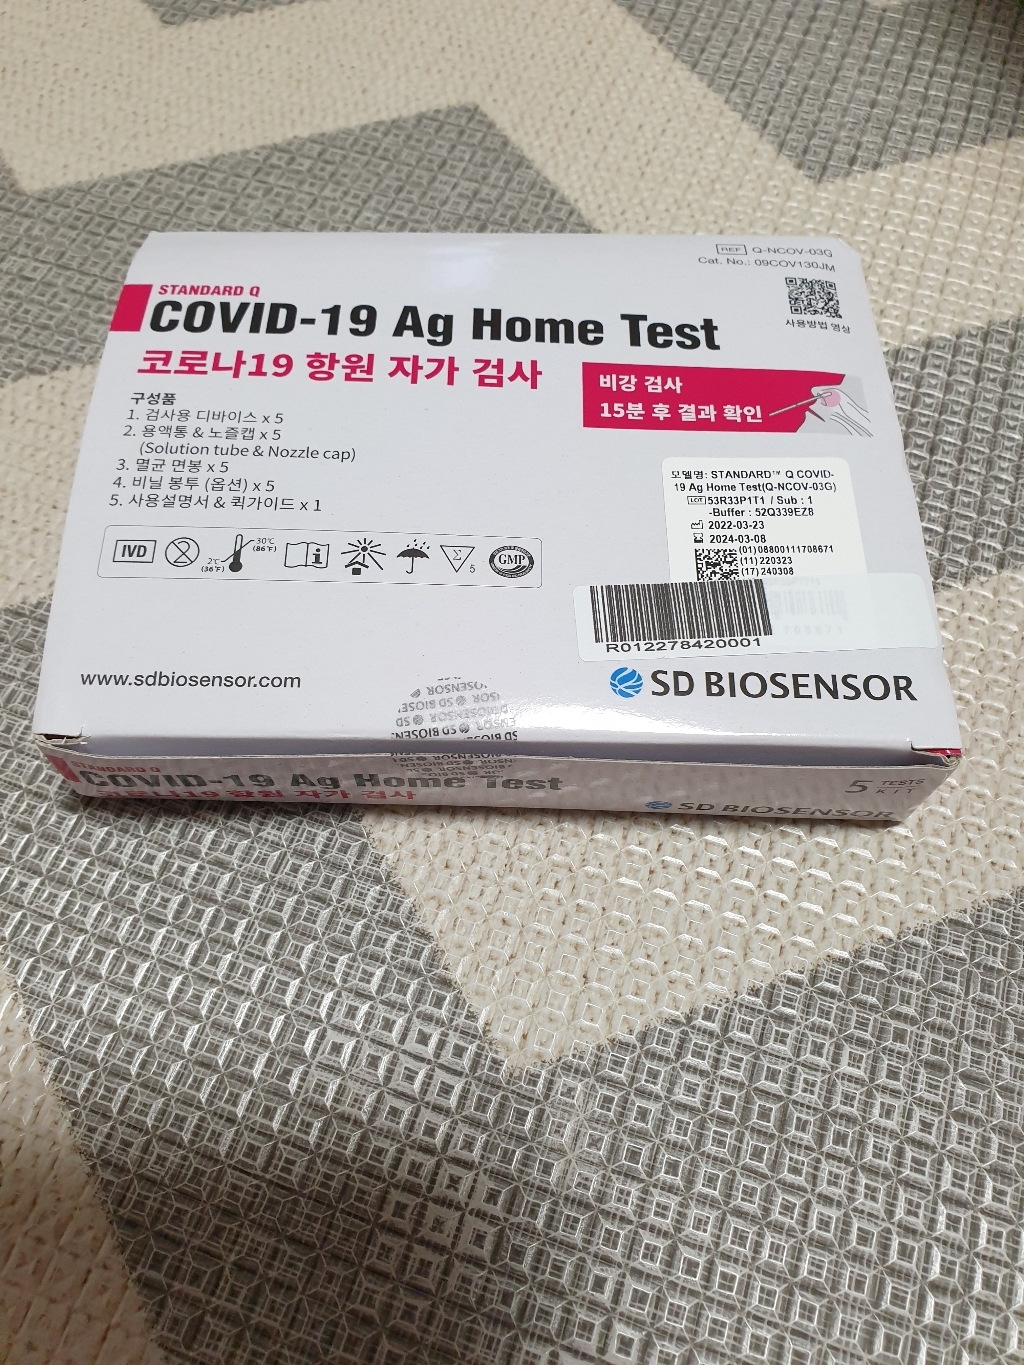 REF Q-NCOV-03G
Cat. No.: 09COV130JM
사용방법 영상
STANDARD Q
COVID-19 Ag Home Test
코로나19 항원 자가 검사
비강 검사
15분 후 결과 확인
구성품
1. 검사용 디바이스 x 5
2. 용액통 & 노즐캡 x 5
(Solution tube & Nozzle cap)
3. 멸균 면봉 x 5
4. 비닐 봉투 (옵션) x 5
5. 사용설명서 & 퀵가이드 x 1
IVD
2
2℃
(36℉)
30℃
(86℉)
i
Σ
5
GMP
모델명: STANDARD™ Q COVID-
19 Ag Home Test(Q-NCOV-03G)
LOT 53R33P1T1 / Sub : 1
-Buffer : 52Q339EZ8
2022-03-23
2024-03-08
(01)08800111708671
(11) 220323
(17) 240308
R012278420001
www.sdbiosensor.com
SD BIOSENSOR
SD BIOSENSOR
STANDARD Q
COVID-19 Ag Home Test
코로나19 항원 자가 검사
5 TESTS
KIT
SD BIOSENSOR